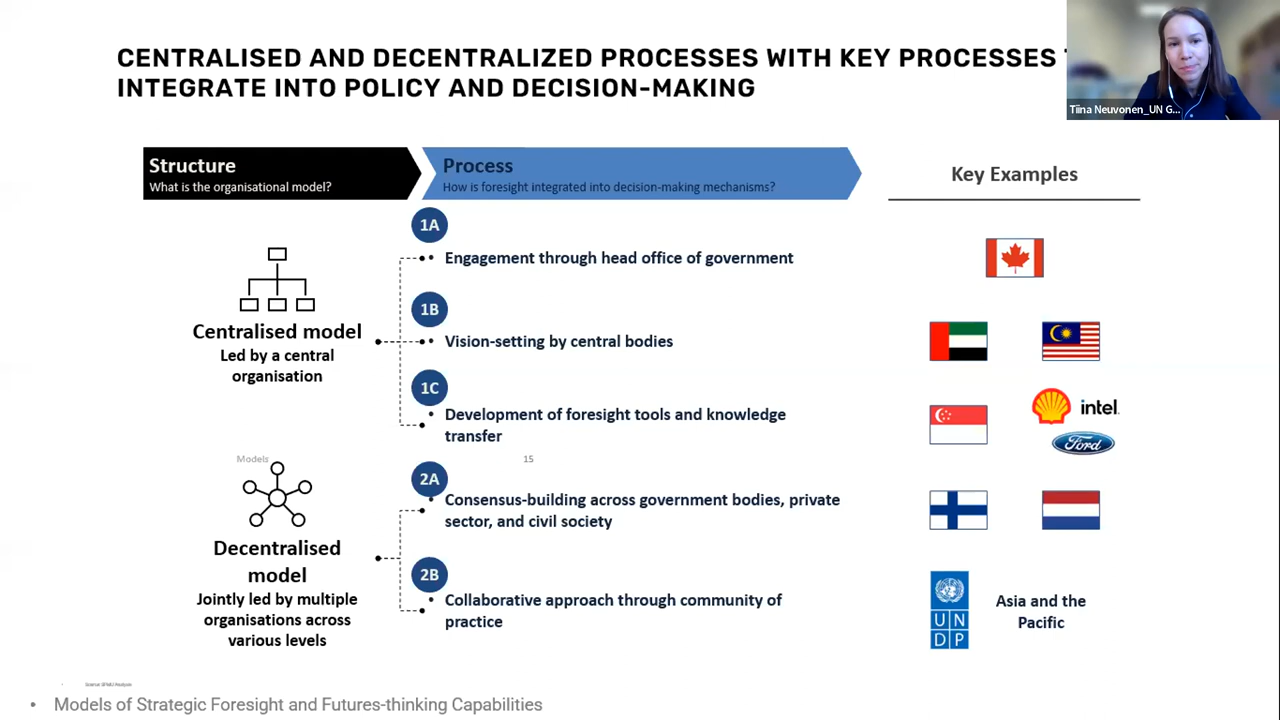 CENTRALISED AND DECENTRALIZED PROCESSES WITH KEY PROCESSES
INTEGRATE INTO POLICY AND DECISION-MAKING
Tiina Neuvonen_UN G...
Structure
What is the organisational model?
Process
How is foresight integrated into decision-making mechanisms?
Key Examples
1A
• Engagement through head office of government
1B
• Vision-setting by central bodies
Centralised model
Led by a central
organisation
1C
• Development of foresight tools and knowledge
transfer
intel.
Ford
Models
15
2A
• Consensus-building across government bodies, private
sector, and civil society
Decentralised
model
Jointly led by multiple
organisations across
various levels
2B
• Collaborative approach through community of
practice
UN
DP
Asia and the
Pacific
• Models of Strategic Foresight and Futures-thinking Capabilities